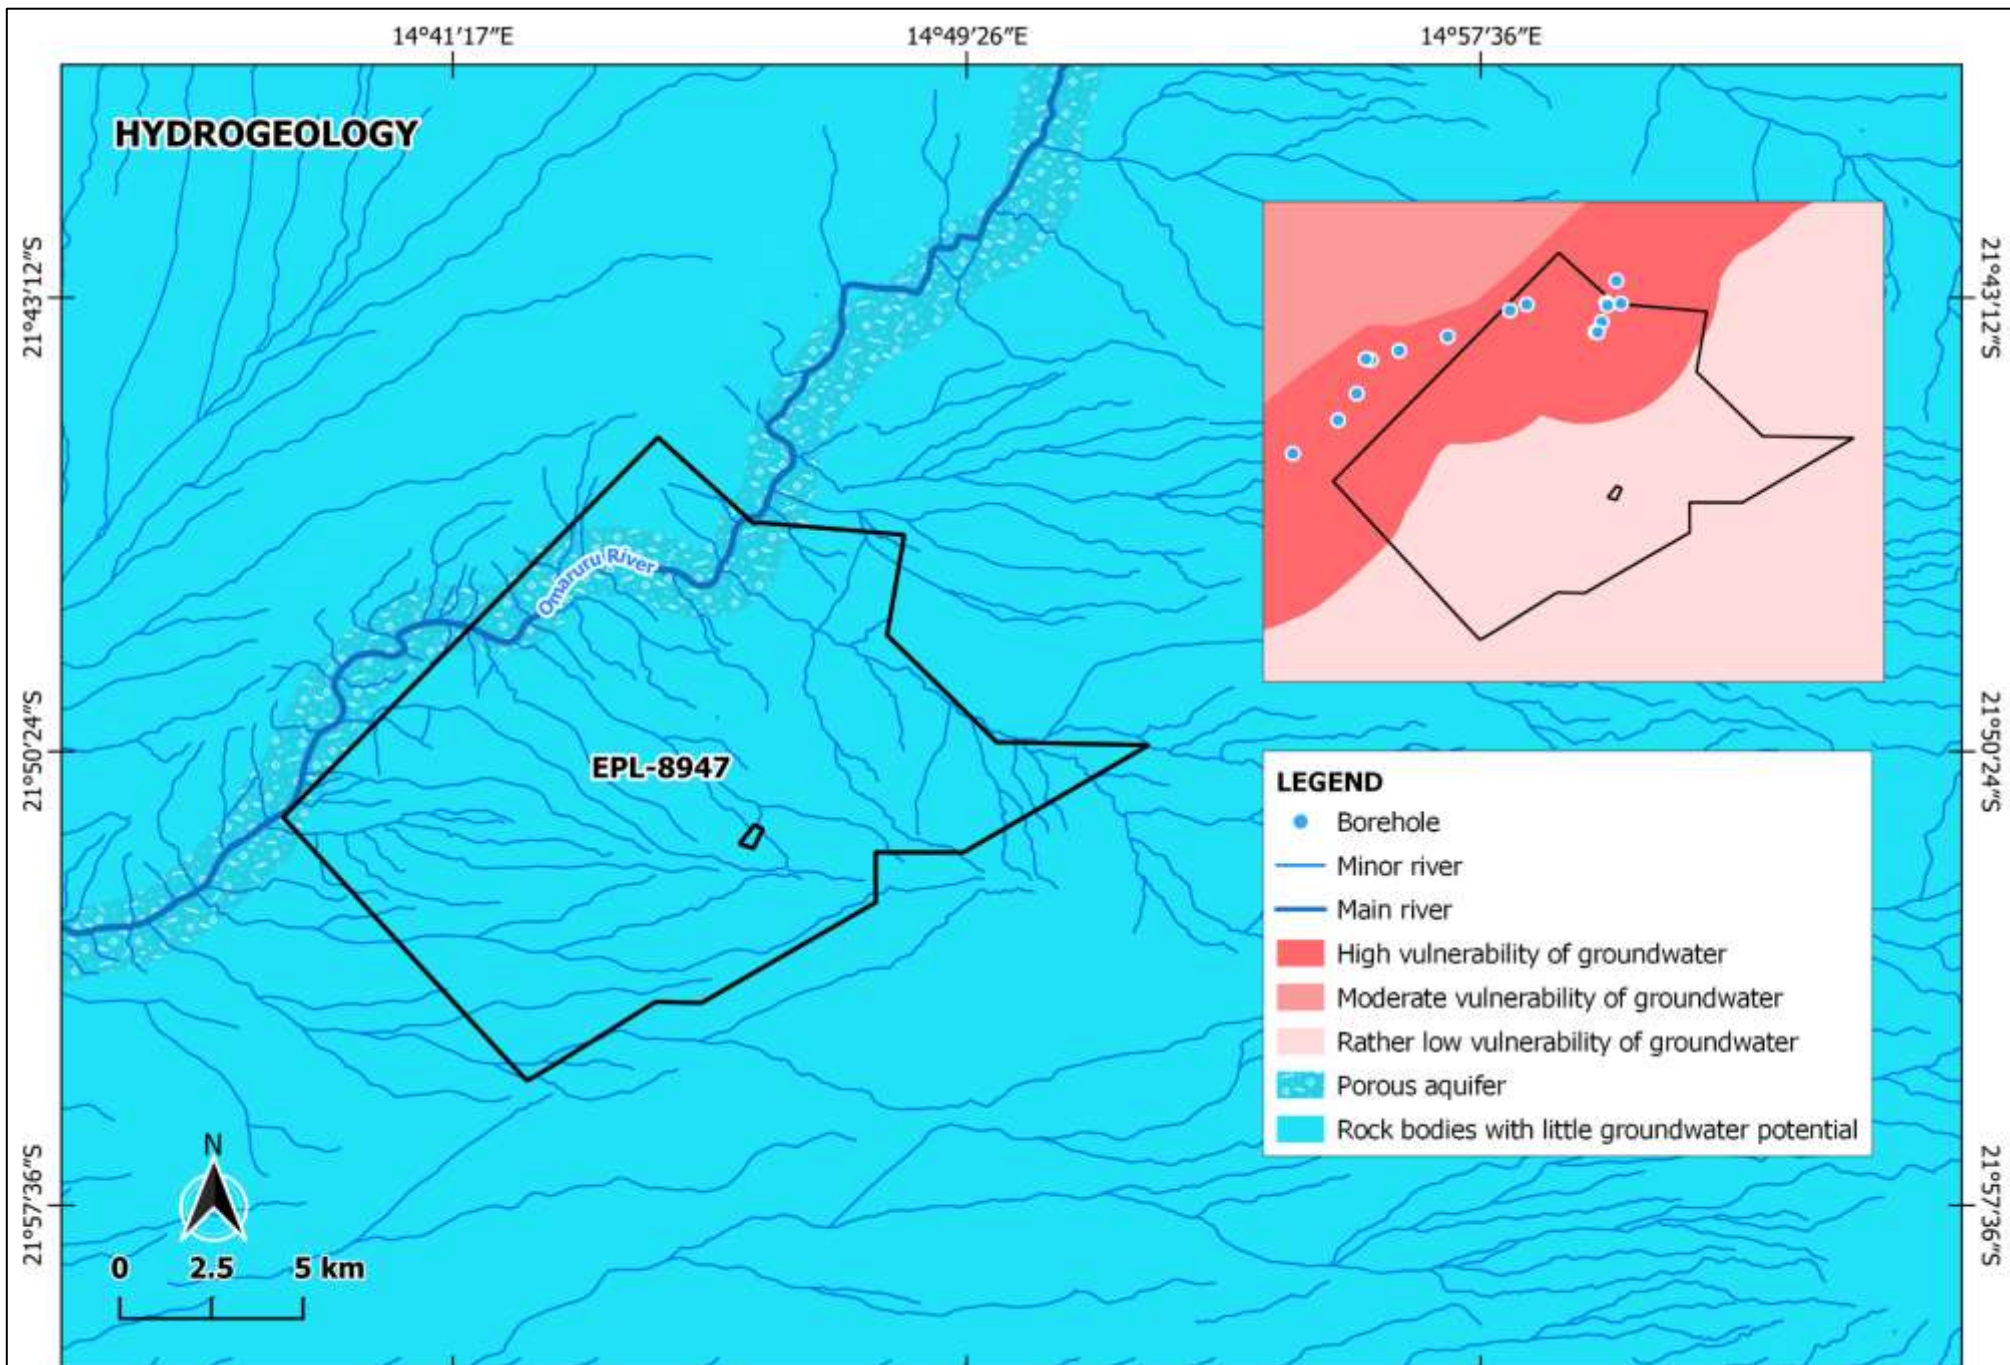 14°41′17″E
14°49′26″E
14°57′36″E
HYDROGEOLOGY
21°43′12″S
21°43′12″S
Omaruru River
21°50′24″S
21°50′24″S
EPL-8947
LEGEND
Borehole
Minor river
Main river
High vulnerability of groundwater
Moderate vulnerability of groundwater
Rather low vulnerability of groundwater
Porous aquifer
Rock bodies with little groundwater potential
21°57′36″S
21°57′36″S
N
0 2.5 5 km